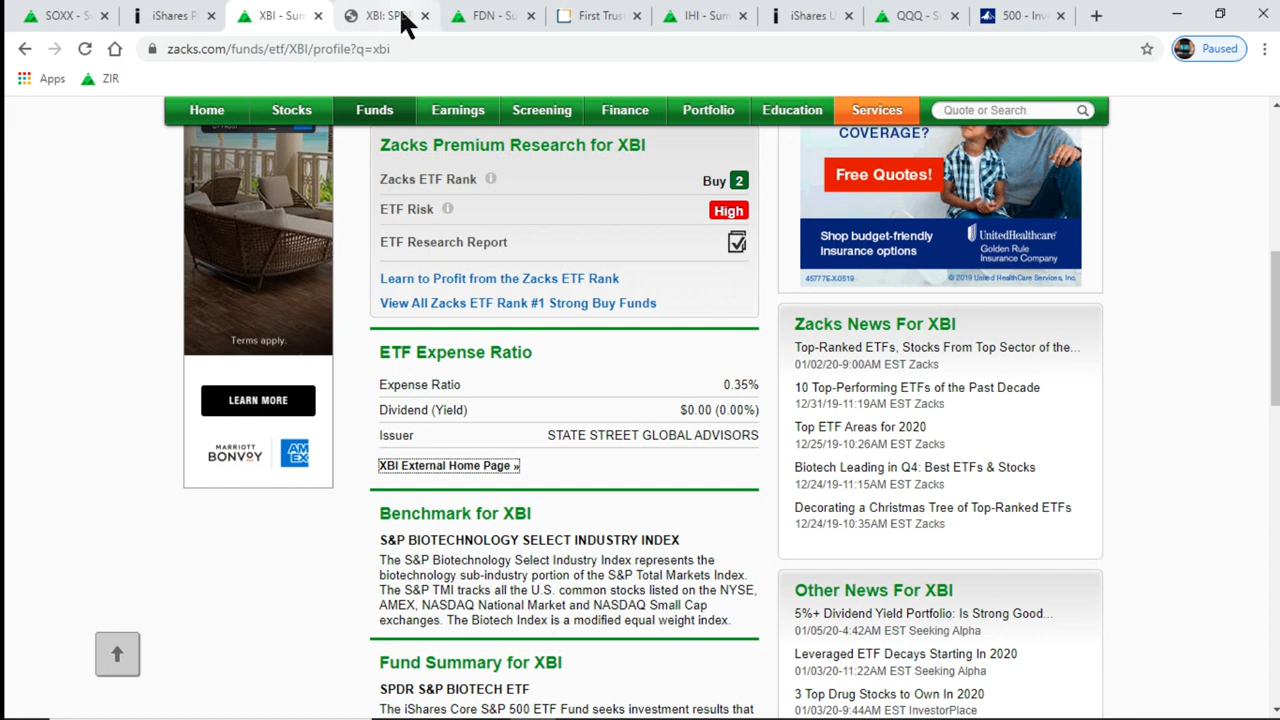 SOXX - S
iShares P
XBI - Sum
XBI: SPD
FDN - Su
First Trus
IHI - Sum
iShares U
QQQ - S
500 - Inv
zacks.com/funds/etf/XBI/profile?q=xbi
Paused
Apps
ZIR
Home
Stocks
Funds
Earnings
Screening
Finance
Portfolio
Education
Services
Quote or Search
Terms apply.
LEARN MORE
MARRIOTT
BONVOY
AM
EX
Zacks Premium Research for XBI
Zacks ETF Rank
Buy 2
ETF Risk
High
ETF Research Report
Learn to Profit from the Zacks ETF Rank
View All Zacks ETF Rank #1 Strong Buy Funds
ETF Expense Ratio
Expense Ratio 0.35%
Dividend (Yield) $0.00 (0.00%)
Issuer STATE STREET GLOBAL ADVISORS
XBI External Home Page »
Benchmark for XBI
S&P BIOTECHNOLOGY SELECT INDUSTRY INDEX
The S&P Biotechnology Select Industry Index represents the
biotechnology sub-industry portion of the S&P Total Markets Index.
The S&P TMI tracks all the U.S. common stocks listed on the NYSE,
AMEX, NASDAQ National Market and NASDAQ Small Cap
exchanges. The Biotech Index is a modified equal weight index.
Fund Summary for XBI
SPDR S&P BIOTECH ETF
The iShares Core S&P 500 ETF Fund seeks investment results that
COVERAGE?
Free Quotes!
Shop budget-friendly
insurance options
UnitedHealthcare
Golden Rule
Insurance Company
45777E-X-0519
© 2019 United HealthCare Services, Inc.
Zacks News For XBI
Top-Ranked ETFs, Stocks From Top Sector of the...
01/02/20-9:00AM EST Zacks
10 Top-Performing ETFs of the Past Decade
12/31/19-11:19AM EST Zacks
Top ETF Areas for 2020
12/25/19-10:26AM EST Zacks
Biotech Leading in Q4: Best ETFs & Stocks
12/24/19-11:15AM EST Zacks
Decorating a Christmas Tree of Top-Ranked ETFs
12/24/19-10:35AM EST Zacks
Other News For XBI
5%+ Dividend Yield Portfolio: Is Strong Good...
01/05/20-4:42AM EST Seeking Alpha
Leveraged ETF Decays Starting In 2020
01/03/20-11:22AM EST Seeking Alpha
3 Top Drug Stocks to Own In 2020
01/03/20-9:44AM EST InvestorPlace